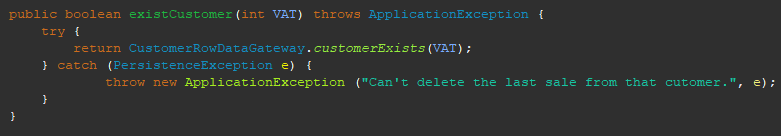 public boolean existCustomer(int VAT) throws ApplicationException {
try {
return CustomerRowDataGateway.customerExists(VAT);
} catch (PersistenceException e) {
throw new ApplicationException ("Can't delete the last sale from that cutomer.", e);
}
}